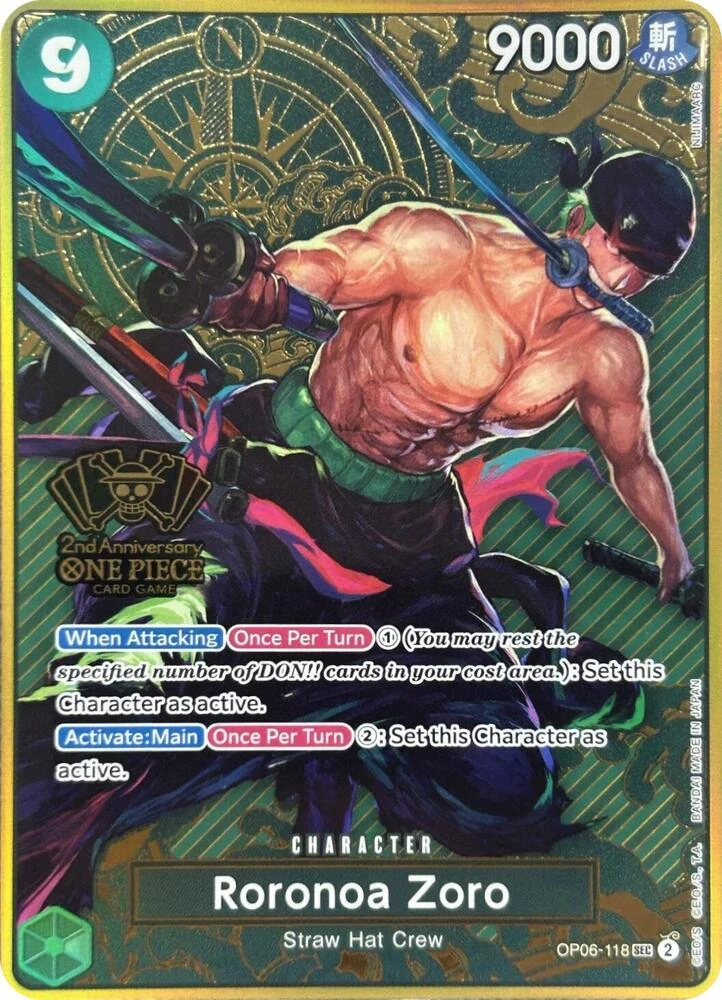 9
9000
斬
SLASH
NIJIMAARC
N
2nd Anniversary
ONE PIECE
CARD GAME
When Attacking Once Per Turn ① (You may rest the
specified number of DON!! cards in your cost area.): Set this
Character as active.
Activate:Main Once Per Turn ②: Set this Character as
active.
CHARACTER
Roronoa Zoro
Straw Hat Crew
OP06-118 SEC 2
©E.O/S ©E.O./S., T.A. BANDAI MADE IN JAPAN